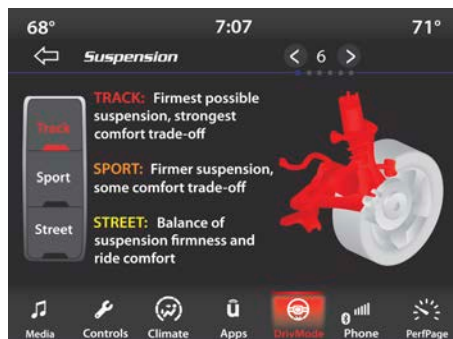 68° 7:07 71°
Suspension < 6 >
TRACK: Firmest possible
suspension, strongest
comfort trade-off
Track
SPORT: Firmer suspension,
some comfort trade-off
Sport
STREET: Balance of
suspension firmness and
ride comfort
Street
Media Controls Climate Apps DriveMode Phone PerfPage